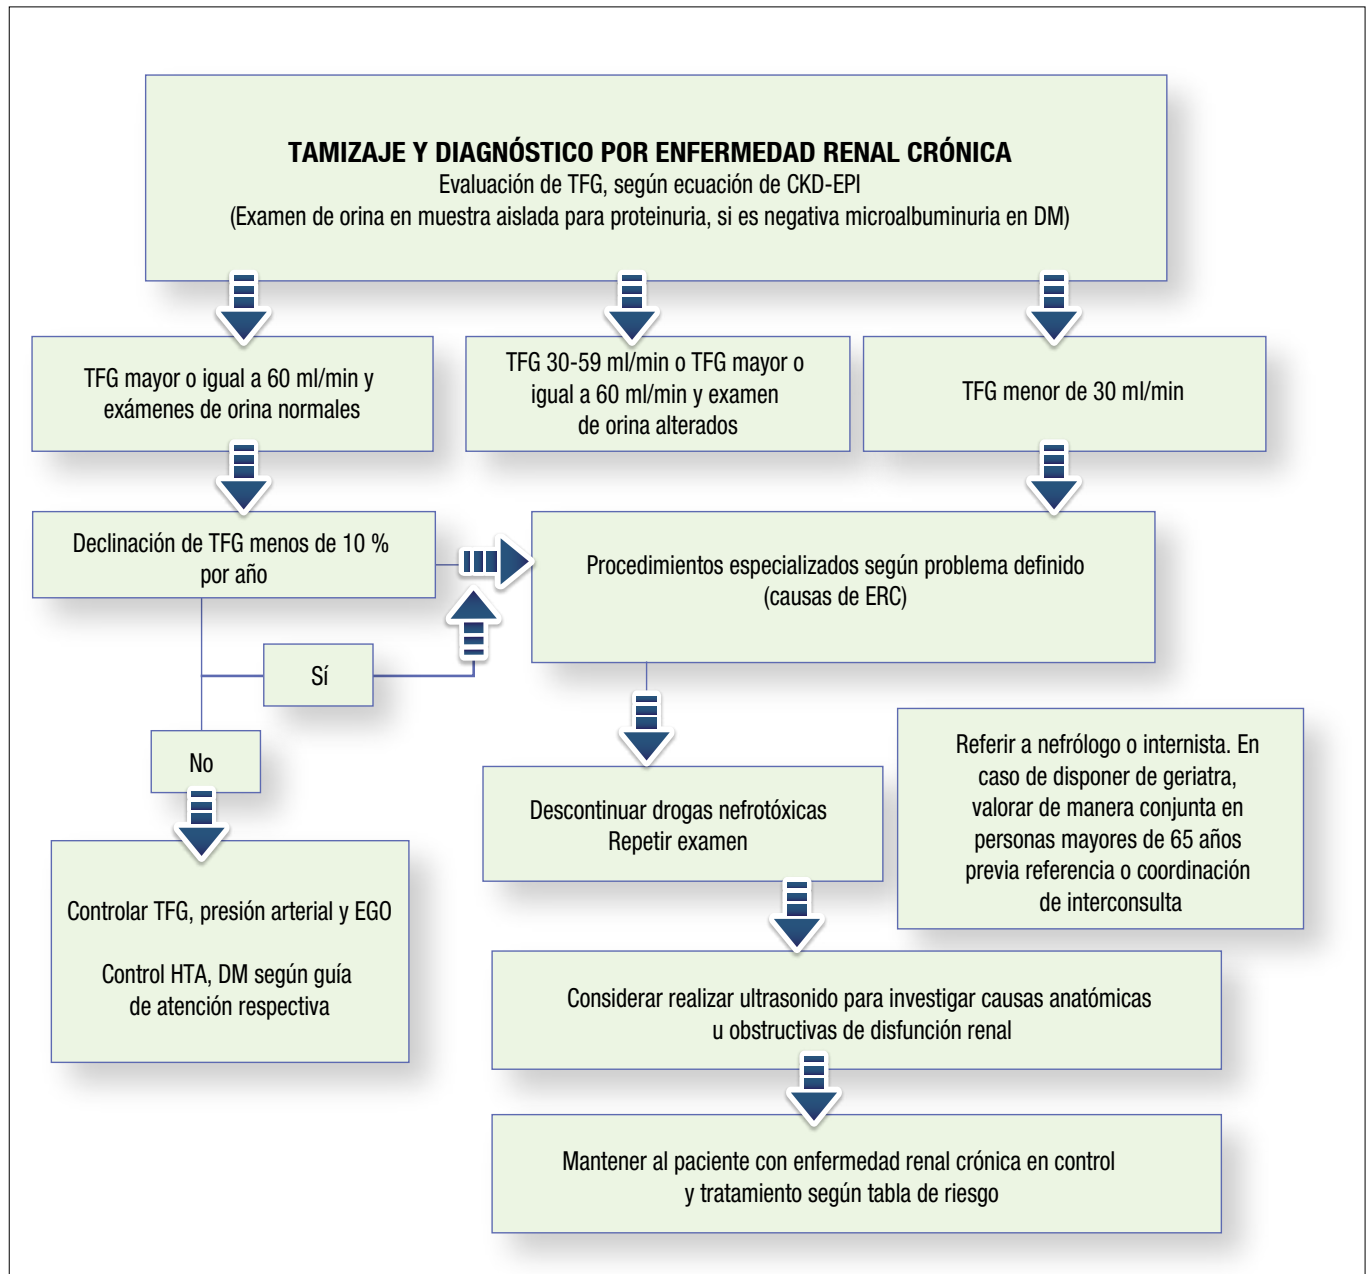 TAMIZAJE Y DIAGNÓSTICO POR ENFERMEDAD RENAL CRÓNICA
Evaluación de TFG, según ecuación de CKD-EPI
(Examen de orina en muestra aislada para proteinuria, si es negativa microalbuminuria en DM)
TFG mayor o igual a 60 ml/min y
exámenes de orina normales
TFG 30-59 ml/min o TFG mayor o
igual a 60 ml/min y examen
de orina alterados
TFG menor de 30 ml/min
Declinación de TFG menos de 10 %
por año
Procedimientos especializados según problema definido
(causas de ERC)
Sí
No
Referir a nefrólogo o internista. En
caso de disponer de geriatra,
valorar de manera conjunta en
personas mayores de 65 años
previa referencia o coordinación
de interconsulta
Descontinuar drogas nefrotóxicas
Repetir examen
Controlar TFG, presión arterial y EGO
Control HTA, DM según guía
de atención respectiva
Considerar realizar ultrasonido para investigar causas anatómicas
u obstructivas de disfunción renal
Mantener al paciente con enfermedad renal crónica en control
y tratamiento según tabla de riesgo